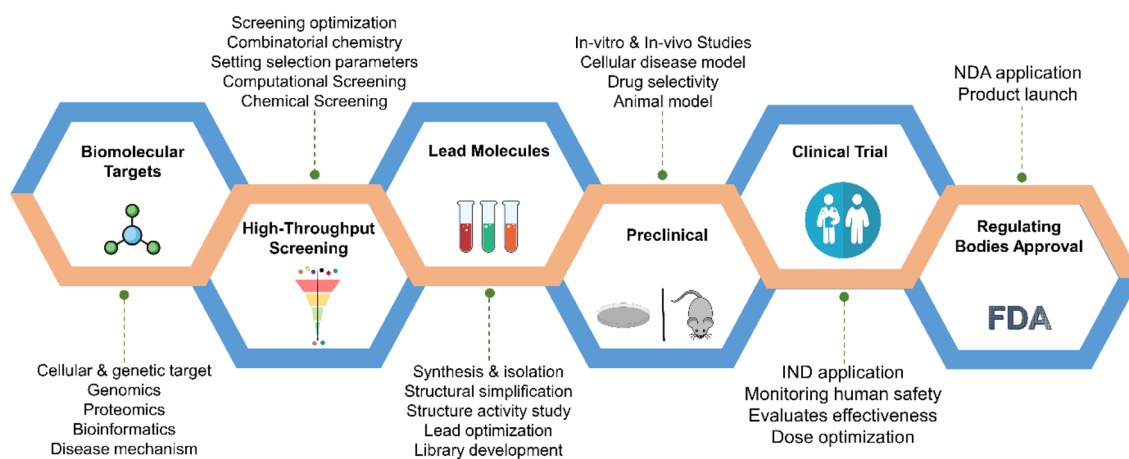 Screening optimization
Combinatorial chemistry
Setting selection parameters
Computational Screening
Chemical Screening
In-vitro & In-vivo Studies
Cellular disease model
Drug selectivity
Animal model
NDA application
Product launch
Biomolecular
Targets
High-Throughput
Screening
Lead Molecules
Preclinical
Clinical Trial
Regulating
Bodies Approval
FDA
Cellular & genetic target
Genomics
Proteomics
Bioinformatics
Disease mechanism
Synthesis & isolation
Structural simplification
Structure activity study
Lead optimization
Library development
IND application
Monitoring human safety
Evaluates effectiveness
Dose optimization